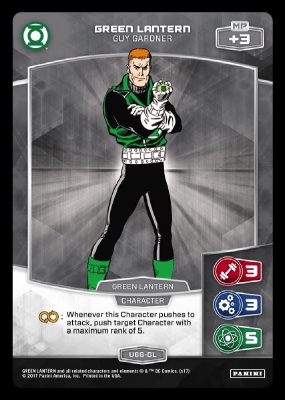 GREEN LANTERN
GUY GARDNER
MP
+3
GREEN LANTERN
CHARACTER
: Whenever this Character pushes to
attack, push target Character with
a maximum rank of 5.
3
3
5
U66-GL
GREEN LANTERN and all related characters and elements © & ™ DC Comics. (s17)
© 2017 Panini America, Inc. Printed in the USA.
PANINI